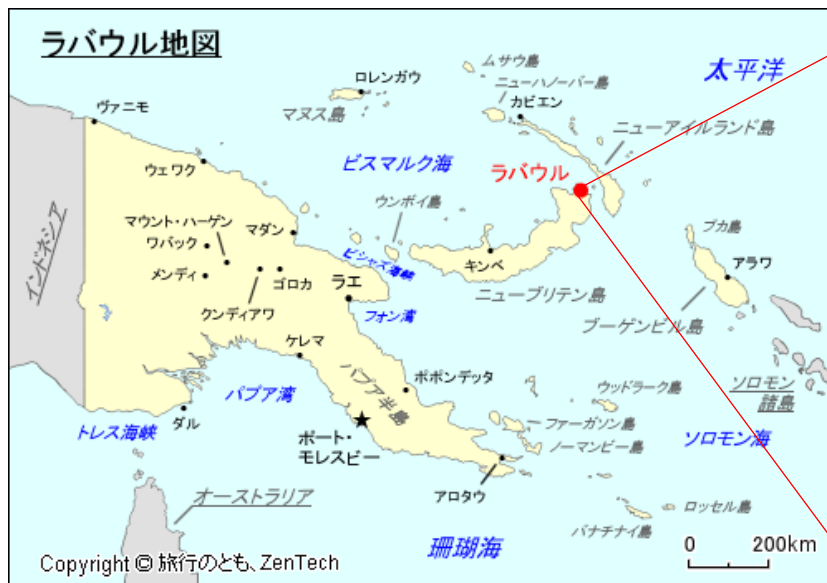 ラバウル地図
太平洋
ムサウ島
ニューハノーバー島
ロレンガウ
カビエン
マヌス島
ヴァニモ
ニューアイルランド島
ビスマルク海
ラバウル
ウェワク
ウンボイ島
マウント・ハーゲン
マダン
ワバック
ブカ島
ビシャズ海峡
キンベ
アラワ
インドネシア
メンディ
ゴロカ
ラエ
ニューブリテン島
クンディアワ
フォン湾
ブーゲンビル島
ケレマ
パプア半島
ポポンデッタ
パプア湾
ウッドラーク島
ソロモン
諸島
ダル
トレス海峡
ファーガソン島
ポート・
モレスビー
ノーマンビー島
ソロモン海
アロタウ
オーストラリア
ロッセル島
パナチナイ島
珊瑚海
0 200km
Copyright © 旅行のとも、ZenTech